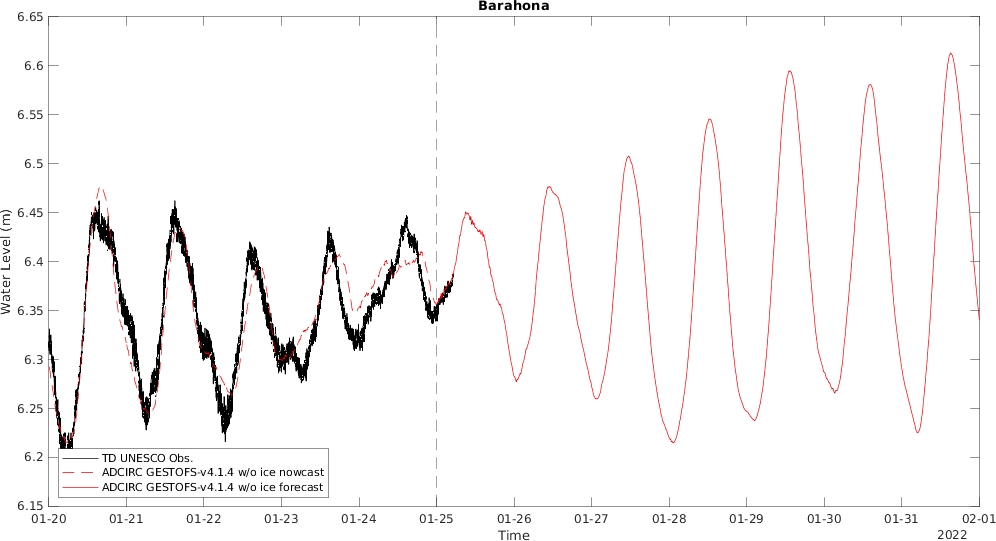 Barahona
Water Level (m)
6.65
6.6
6.55
6.5
6.45
6.4
6.35
6.3
6.25
6.2
6.15
TD UNESCO Obs.
ADCIRC GESTOFS-v4.1.4 w/o ice nowcast
ADCIRC GESTOFS-v4.1.4 w/o ice forecast
01-20 01-21 01-22 01-23 01-24 01-25 01-26 01-27 01-28 01-29 01-30 01-31 02-01
Time
2022